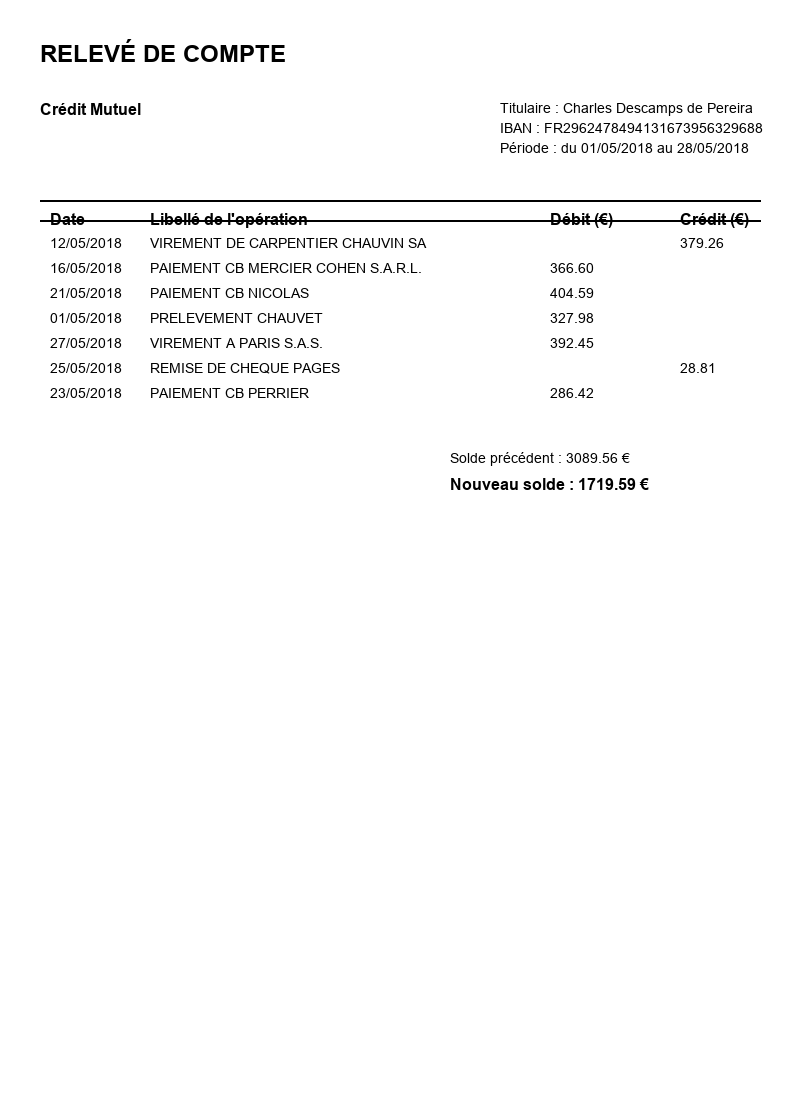 RELEVÉ DE COMPTE
Crédit Mutuel
Titulaire : Charles Descamps de Pereira
IBAN : FR2962478494131673956329688
Période : du 01/05/2018 au 28/05/2018
Date Libellé de l'opération Débit (€) Crédit (€)
12/05/2018 VIREMENT DE CARPENTIER CHAUVIN SA 379.26
16/05/2018 PAIEMENT CB MERCIER COHEN S.A.R.L. 366.60
21/05/2018 PAIEMENT CB NICOLAS 404.59
01/05/2018 PRELEVEMENT CHAUVET 327.98
27/05/2018 VIREMENT A PARIS S.A.S. 392.45
25/05/2018 REMISE DE CHEQUE PAGES 28.81
23/05/2018 PAIEMENT CB PERRIER 286.42
Solde précédent : 3089.56 €
Nouveau solde : 1719.59 €